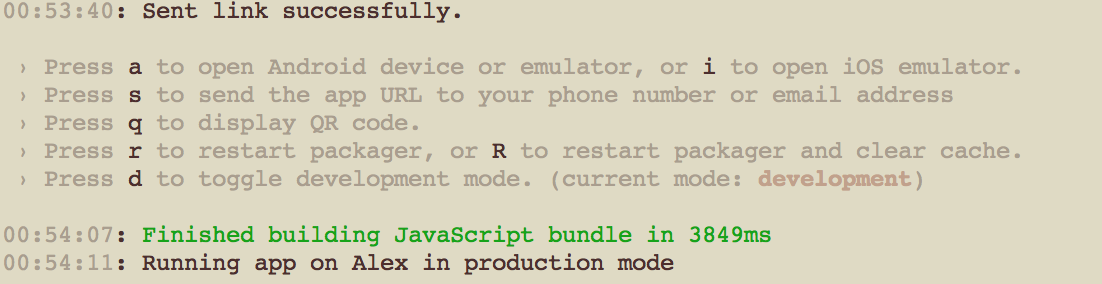 00:53:40: Sent link successfully.
› Press a to open Android device or emulator, or i to open iOS emulator.
› Press s to send the app URL to your phone number or email address
› Press q to display QR code.
› Press r to restart packager, or R to restart packager and clear cache.
› Press d to toggle development mode. (current mode: development)
00:54:07: Finished building JavaScript bundle in 3849ms
00:54:11: Running app on Alex in production mode